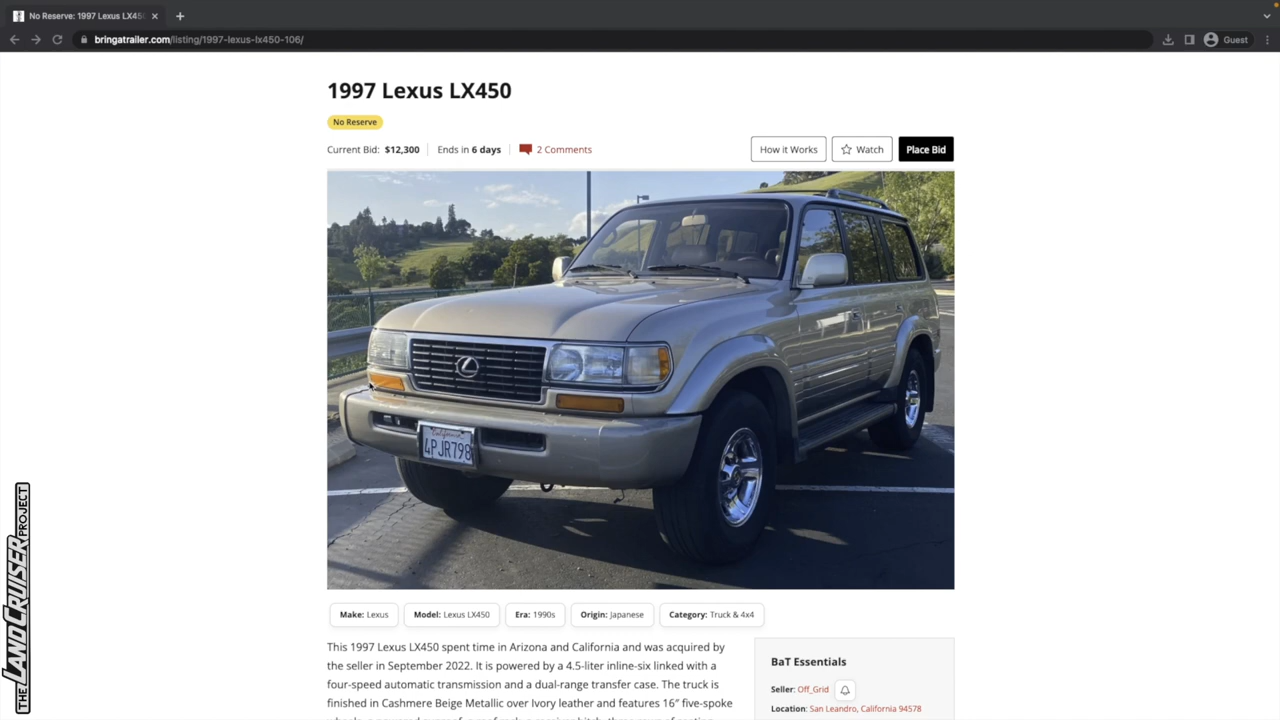 No Reserve: 1997 Lexus LX45
bringatrailer.com/listing/1997-lexus-lx450-106/
Guest
1997 Lexus LX450
No Reserve
Current Bid: $12,300
Ends in 6 days
2 Comments
How it Works
Watch
Place Bid
California
4PJR798
Make: Lexus
Model: Lexus LX450
Era: 1990s
Origin: Japanese
Category: Truck & 4x4
This 1997 Lexus LX450 spent time in Arizona and California and was acquired by
the seller in September 2022. It is powered by a 4.5-liter inline-six linked with a
four-speed automatic transmission and a dual-range transfer case. The truck is
finished in Cashmere Beige Metallic over Ivory leather and features 16" five-spoke
BaT Essentials
Seller: Off_Grid
Location: San Leandro, California 94578
THE LAND CRUISER PROJECT